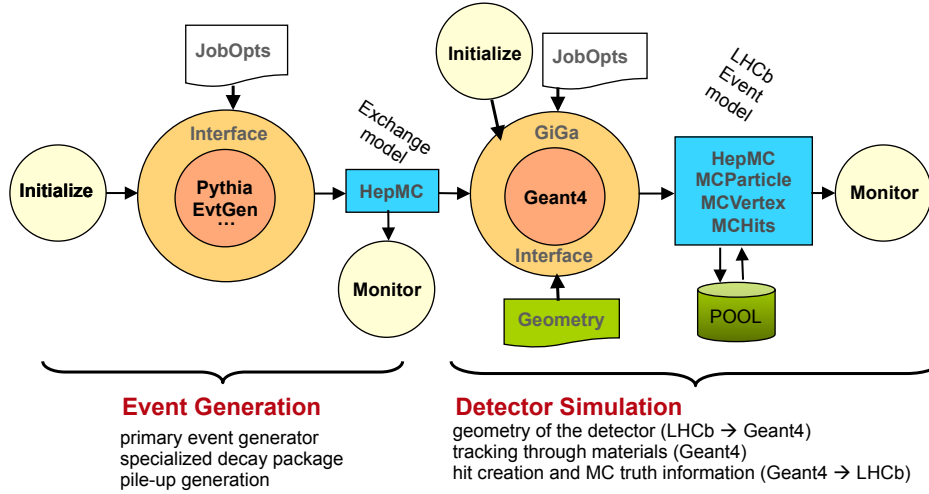 JobOpts
Initialize
JobOpts
LHCb
Event
model
Interface
Exchange
model
GiGa
Initialize
Pythia
EvtGen
...
HepMC
Geant4
HepMC
MCParticle
MCVertex
MCHits
Monitor
Interface
Monitor
Geometry
POOL
Event Generation
primary event generator
specialized decay package
pile-up generation
Detector Simulation
geometry of the detector (LHCb → Geant4)
tracking through materials (Geant4)
hit creation and MC truth information (Geant4 → LHCb)